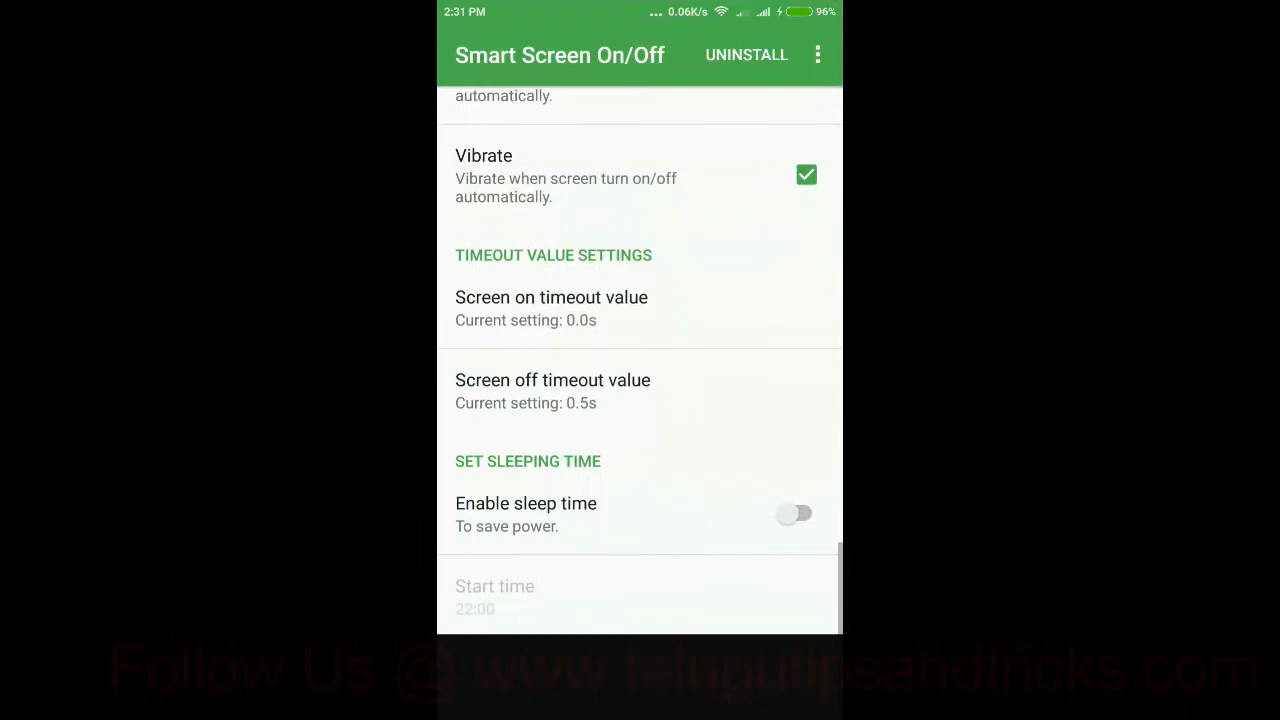 2:31 PM ... 0.06K/s 96%
Smart Screen On/Off UNINSTALL
automatically.
Vibrate
Vibrate when screen turn on/off
automatically.
TIMEOUT VALUE SETTINGS
Screen on timeout value
Current setting: 0.0s
Screen off timeout value
Current setting: 0.5s
SET SLEEPING TIME
Enable sleep time
To save power.
Start time
22:00
Follow Us @ www.telugutipsandtricks.com